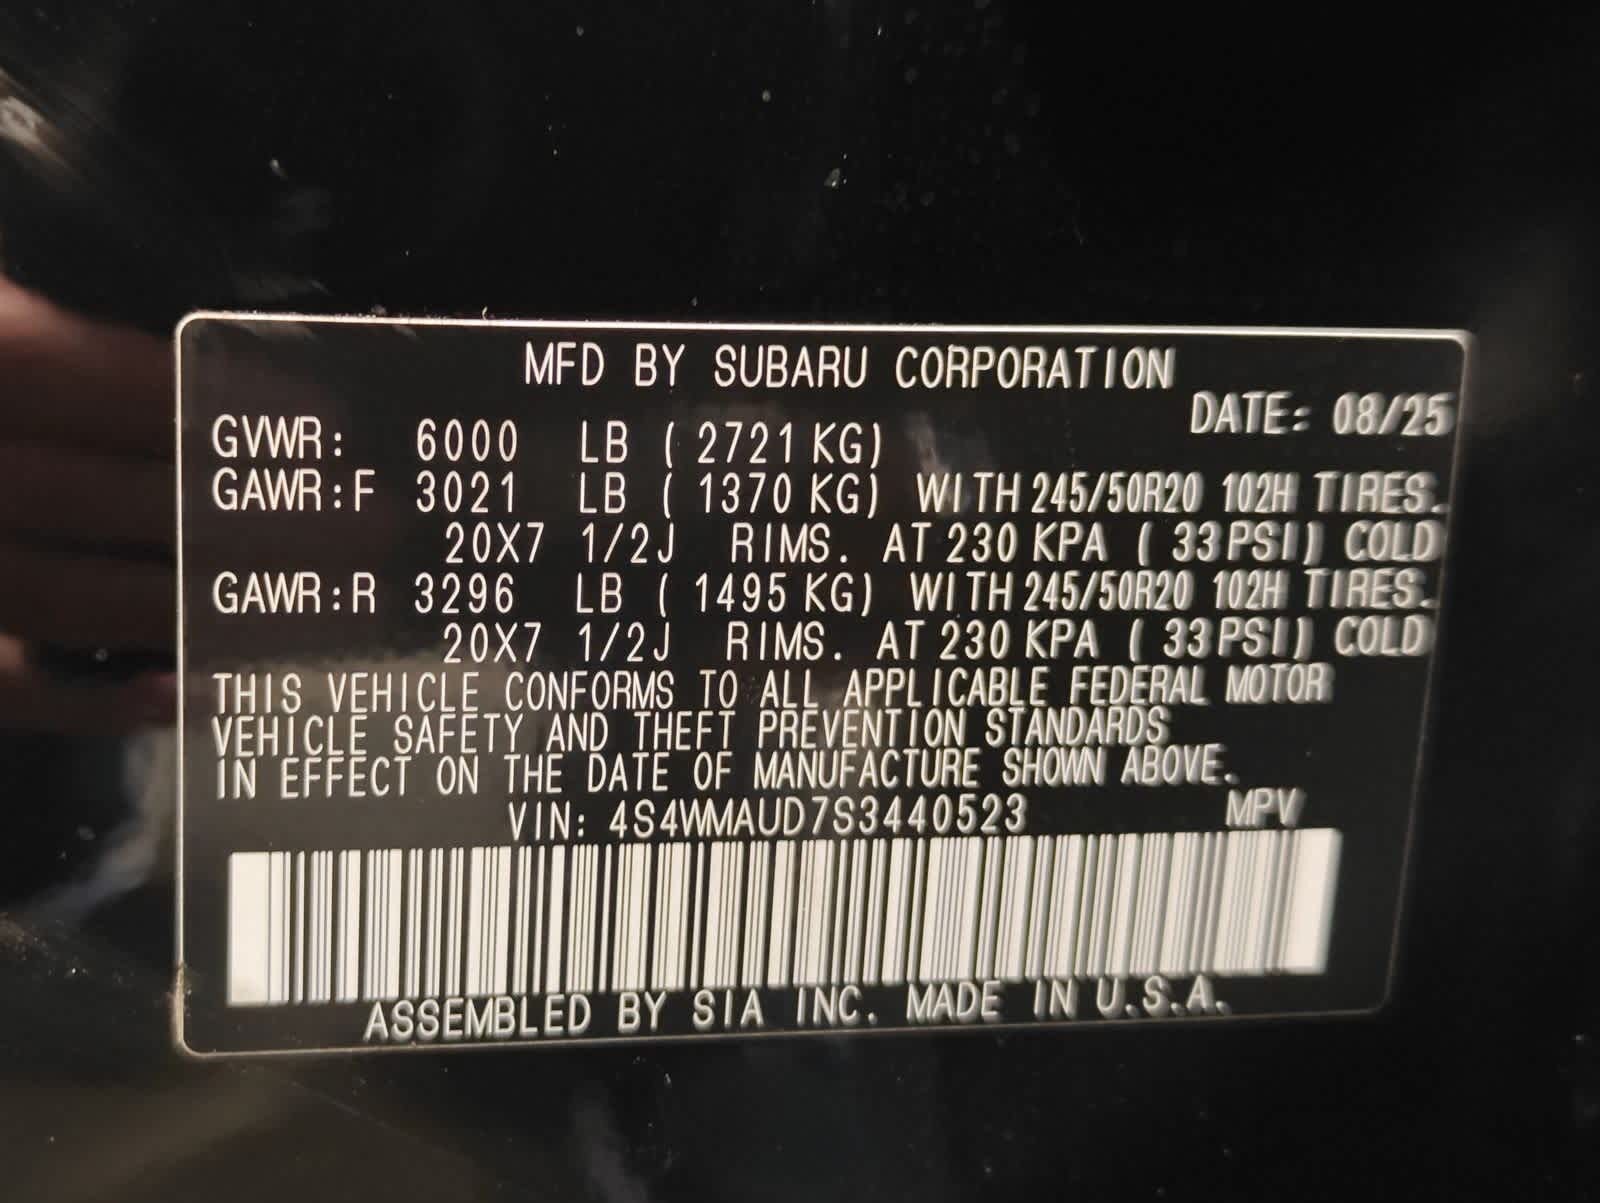 MFD BY SUBARU CORPORATION
DATE: 08/25
GVWR: 6000 LB ( 2721 KG)
GAWR:F 3021 LB ( 1370 KG) WITH 245/50R20 102H TIRES.
20X7 1/2J RIMS. AT 230 KPA ( 33PSI) COLD
GAWR:R 3296 LB ( 1495 KG) WITH 245/50R20 102H TIRES.
20X7 1/2J RIMS. AT 230 KPA ( 33PSI) COLD
THIS VEHICLE CONFORMS TO ALL APPLICABLE FEDERAL MOTOR
VEHICLE SAFETY AND THEFT PREVENTION STANDARDS
IN EFFECT ON THE DATE OF MANUFACTURE SHOWN ABOVE.
VIN: 4S4WMAUD7S3440523 MPV
ASSEMBLED BY SIA INC. MADE IN U.S.A.